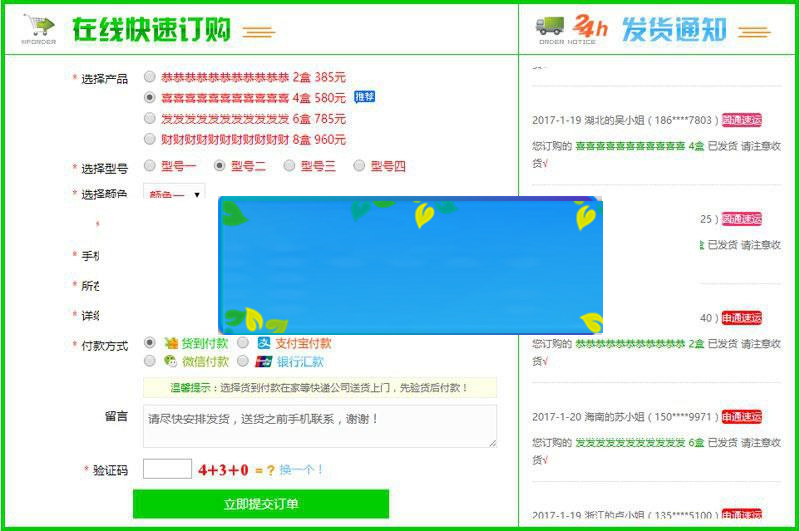 在线快速订购
WFORDER
* 选择产品
恭恭恭恭恭恭恭恭恭恭恭 2盒 385元
喜喜喜喜喜喜喜喜喜喜喜 4盒 580元 推荐
发发发发发发发发发发发 6盒 785元
财财财财财财财财财财财 8盒 960元
* 选择型号 型号一 型号二 型号三 型号四
* 选择颜色 颜色一
*
* 手机
* 所在
* 详细
* 付款方式 货到付款 支付宝付款
微信付款 银行汇款
温馨提示：选择货到付款在家等快递公司送货上门，先验货后付款！
留言 请尽快安排发货，送货之前手机联系，谢谢！
* 验证码 4+3+0 = ? 换一个！
立即提交订单
24h 发货通知
ORDER NOTICE
2017-1-19 湖北的吴小姐（186****7803）圆通速运
您订购的 喜喜喜喜喜喜喜喜喜喜喜 4盒 已发货 请注意收
货√
25）圆通速运
盒 已发货 请注意收
40）申通速运
您订购的 恭恭恭恭恭恭恭恭恭恭恭 2盒 已发货 请注意收
货√
2017-1-20 海南的苏小姐（150****9971）申通速运
您订购的 发发发发发发发发发发发 6盒 已发货 请注意收
货√
2017-1-19 浙江的卢小姐（135****5100）申通速运